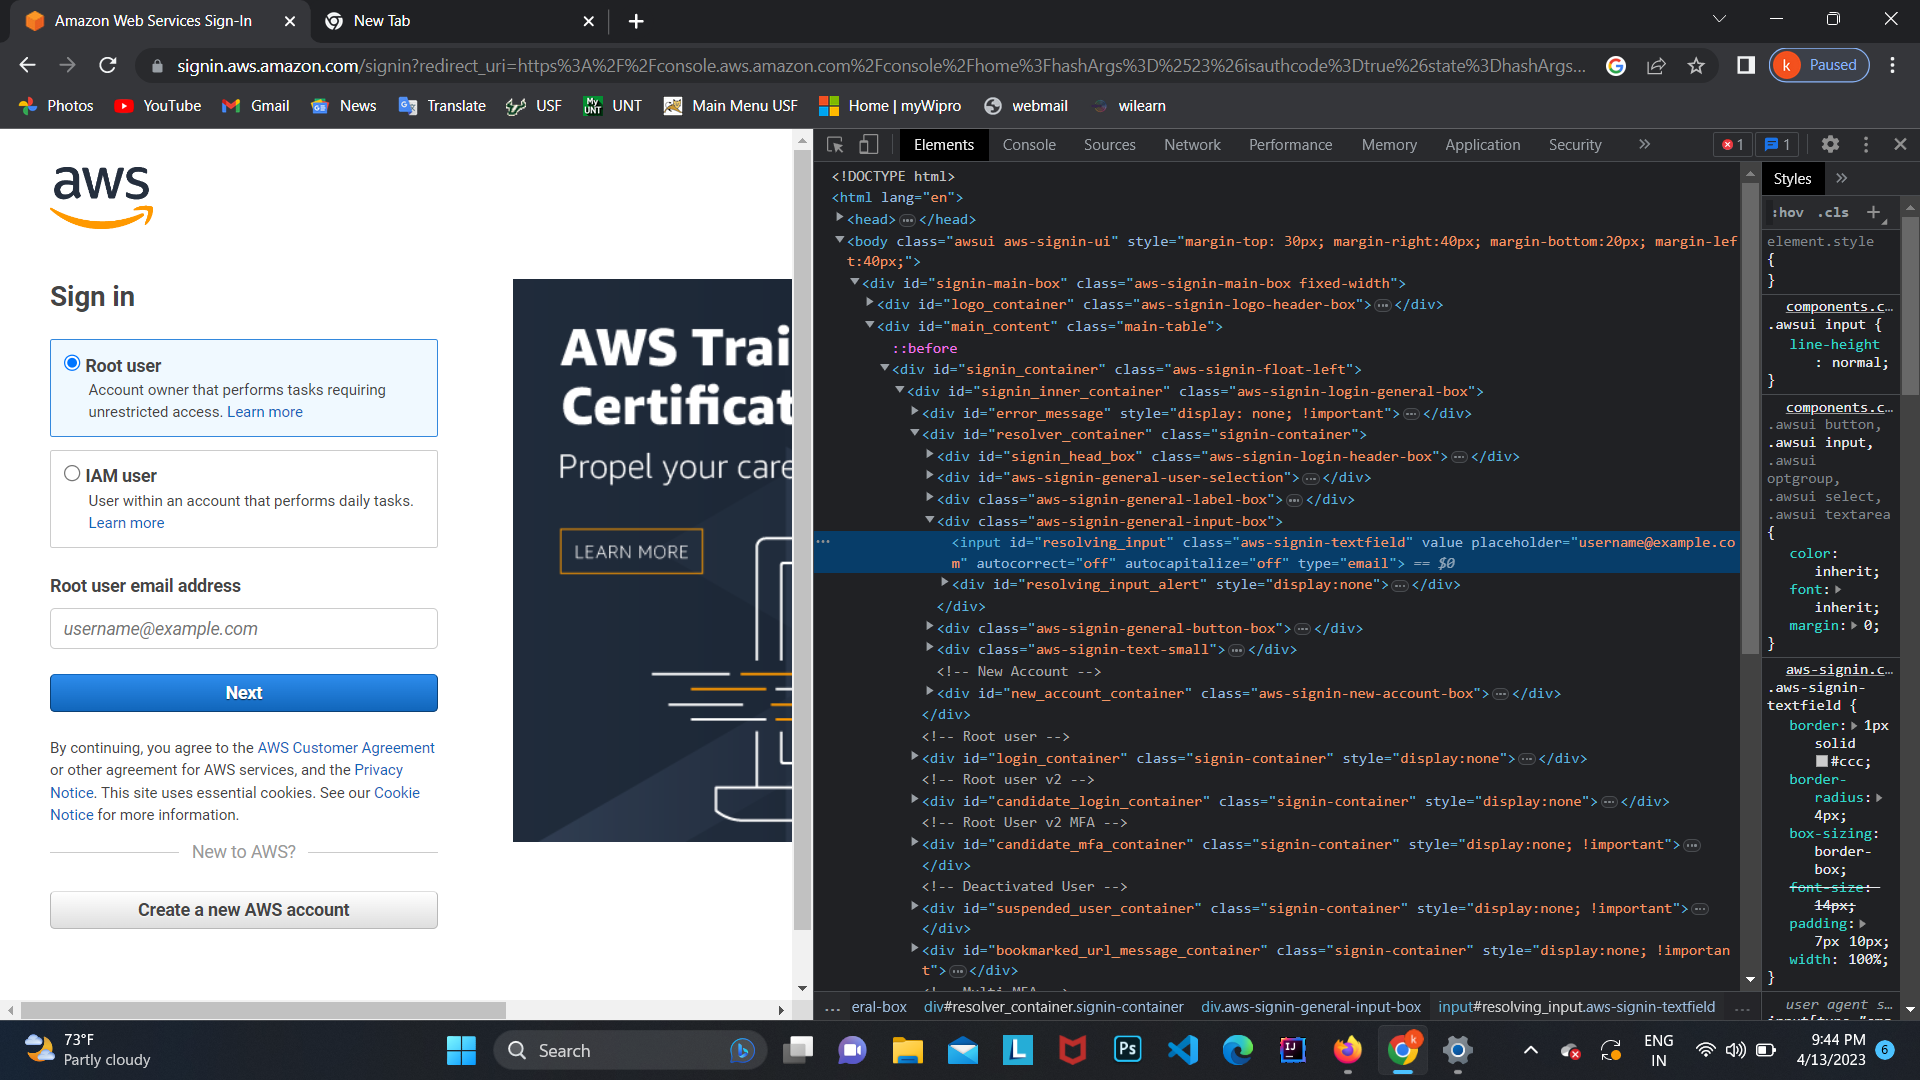 Amazon Web Services Sign-In
New Tab
signin.aws.amazon.com/signin?redirect_uri=https%3A%2F%2Fconsole.aws.amazon.com%2Fconsole%2Fhome%3FhashArgs%3D%2523%26isauthcode%3Dtrue%26state%3DhashArgs...
k Paused
Photos YouTube Gmail News Translate USF UNT Main Menu USF Home | myWipro webmail wilearn
aws
Sign in
Root user
Account owner that performs tasks requiring
unrestricted access. Learn more
IAM user
User within an account that performs daily tasks.
Learn more
Root user email address
username@example.com
Next
By continuing, you agree to the AWS Customer Agreement
or other agreement for AWS services, and the Privacy
Notice. This site uses essential cookies. See our Cookie
Notice for more information.
New to AWS?
Create a new AWS account
AWS Trai
Certificat
Propel your care
LEARN MORE
Elements Console Sources Network Performance Memory Application Security » 1 1
<!DOCTYPE html>
<html lang="en">
<head> ⋯ </head>
<body class="awsui aws-signin-ui" style="margin-top: 30px; margin-right:40px; margin-bottom:20px; margin-lef
t:40px;">
<div id="signin-main-box" class="aws-signin-main-box fixed-width">
<div id="logo_container" class="aws-signin-logo-header-box"> ⋯ </div>
<div id="main_content" class="main-table">
::before
<div id="signin_container" class="aws-signin-float-left">
<div id="signin_inner_container" class="aws-signin-login-general-box">
<div id="error_message" style="display: none; !important"> ⋯ </div>
<div id="resolver_container" class="signin-container">
<div id="signin_head_box" class="aws-signin-login-header-box"> ⋯ </div>
<div id="aws-signin-general-user-selection"> ⋯ </div>
<div class="aws-signin-general-label-box"> ⋯ </div>
<div class="aws-signin-general-input-box">
<input id="resolving_input" class="aws-signin-textfield" value placeholder="username@example.co
m" autocorrect="off" autocapitalize="off" type="email"> == $0
<div id="resolving_input_alert" style="display:none"> ⋯ </div>
</div>
<div class="aws-signin-general-button-box"> ⋯ </div>
<div class="aws-signin-text-small"> ⋯ </div>
<!-- New Account -->
<div id="new_account_container" class="aws-signin-new-account-box"> ⋯ </div>
</div>
<!-- Root user -->
<div id="login_container" class="signin-container" style="display:none"> ⋯ </div>
<!-- Root user v2 -->
<div id="candidate_login_container" class="signin-container" style="display:none"> ⋯ </div>
<!-- Root User v2 MFA -->
<div id="candidate_mfa_container" class="signin-container" style="display:none; !important"> ⋯
</div>
<!-- Deactivated User -->
<div id="suspended_user_container" class="signin-container" style="display:none; !important"> ⋯
</div>
<div id="bookmarked_url_message_container" class="signin-container" style="display:none; !importan
t"> ⋯ </div>
... eral-box div#resolver_container.signin-container div.aws-signin-general-input-box input#resolving_input.aws-signin-textfield ...
Styles »
:hov .cls +
element.style
{
}
components.c…
.awsui input {
line-height
: normal;
}
components.c…
.awsui button,
.awsui input,
.awsui
optgroup,
.awsui select,
.awsui textarea
{
color:
inherit;
font:
inherit;
margin: 0;
}
aws-signin.c…
.aws-signin-
textfield {
border: 1px
solid
#ccc;
border-
radius:
4px;
box-sizing:
border-
box;
font-size:
14px;
padding:
7px 10px;
width: 100%;
}
user agent s…
73°F
Partly cloudy
Search
ENG
IN
9:44 PM
4/13/2023
6